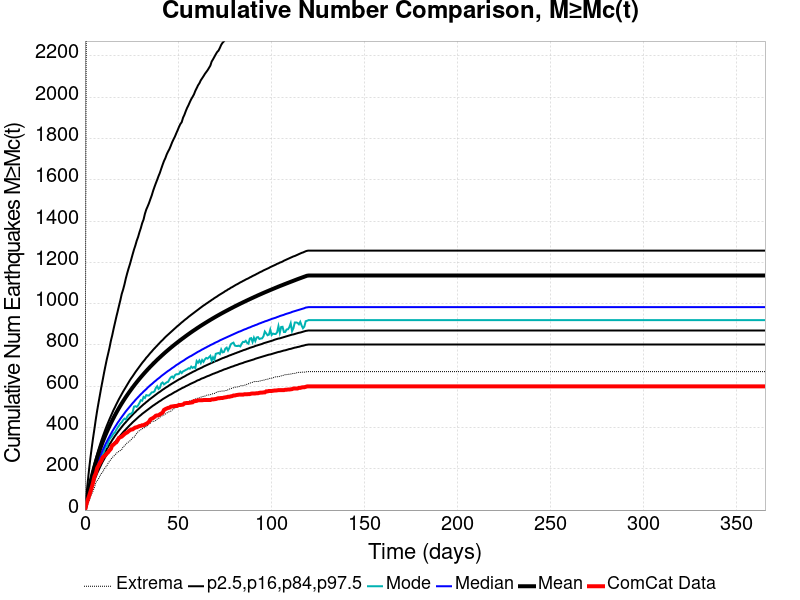 Cumulative Number Comparison, M≥Mc(t)
Cumulative Num Earthquakes M≥Mc(t)
2200
2000
1800
1600
1400
1200
1000
800
600
400
200
0
0 50 100 150 200 250 300 350
Time (days)
Extrema p2.5,p16,p84,p97.5 Mode Median Mean ComCat Data